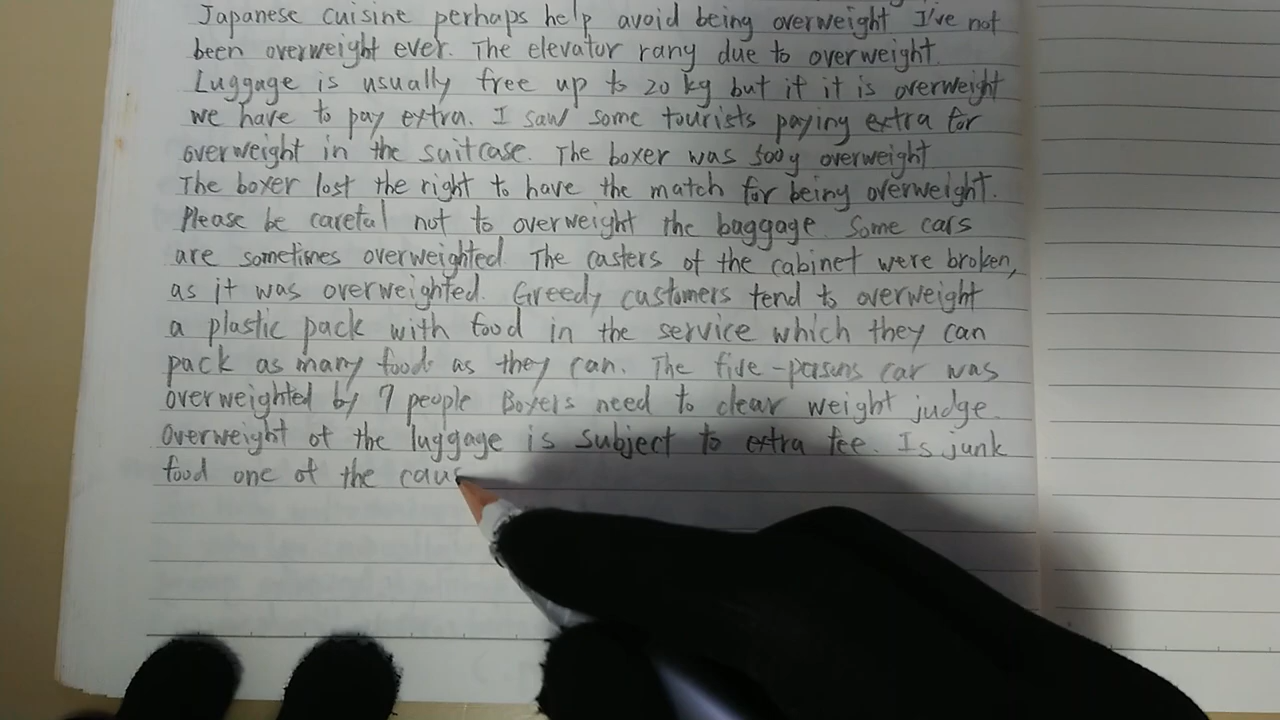 Japanese cuisine perhaps help avoid being overweight I've not
been overweight ever. The elevator rang due to overweight.
Luggage is usually free up to 20 kg but if it is overweight
we have to pay extra. I saw some tourists paying extra for
overweight in the suitcase. The boxer was 500g overweight
The boxer lost the right to have the match for being overweight.
Please be careful not to overweight the baggage. Some cars
are sometimes overweighted. The casters of the cabinet were broken,
as it was overweighted. Greedy customers tend to overweight
a plastic pack with food in the service which they can
pack as many foods as they can. The five-persons car was
overweighted by 7 people Boxers need to clear weight judge.
Overweight of the luggage is subject to extra fee. Is junk
food one of the caus